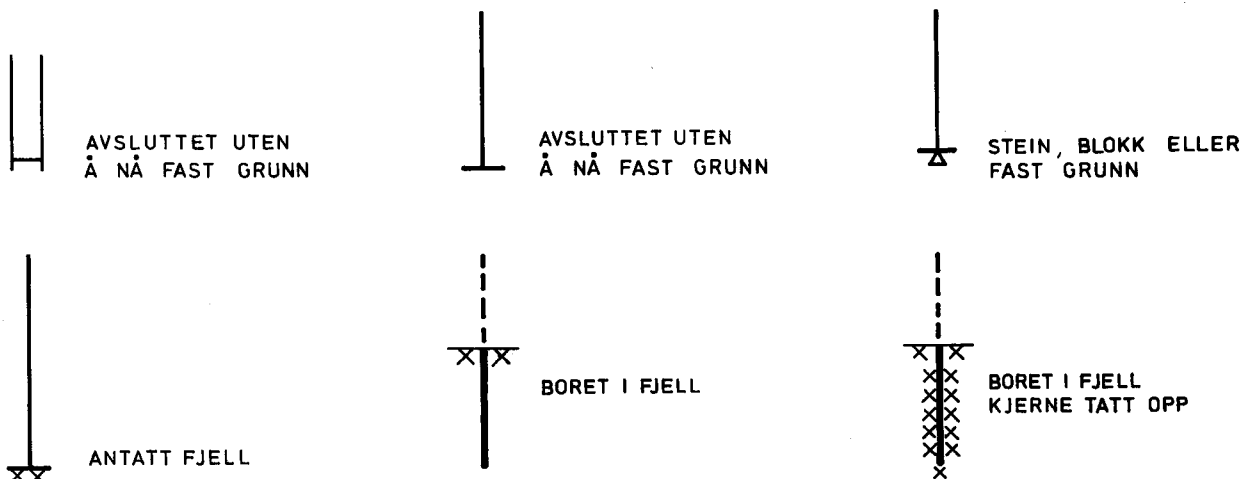 AVSLUTTET UTEN
Å NÅ FAST GRUNN
AVSLUTTET UTEN
Å NÅ FAST GRUNN
STEIN, BLOKK ELLER
FAST GRUNN
ANTATT FJELL
BORET I FJELL
BORET I FJELL
KJERNE TATT OPP